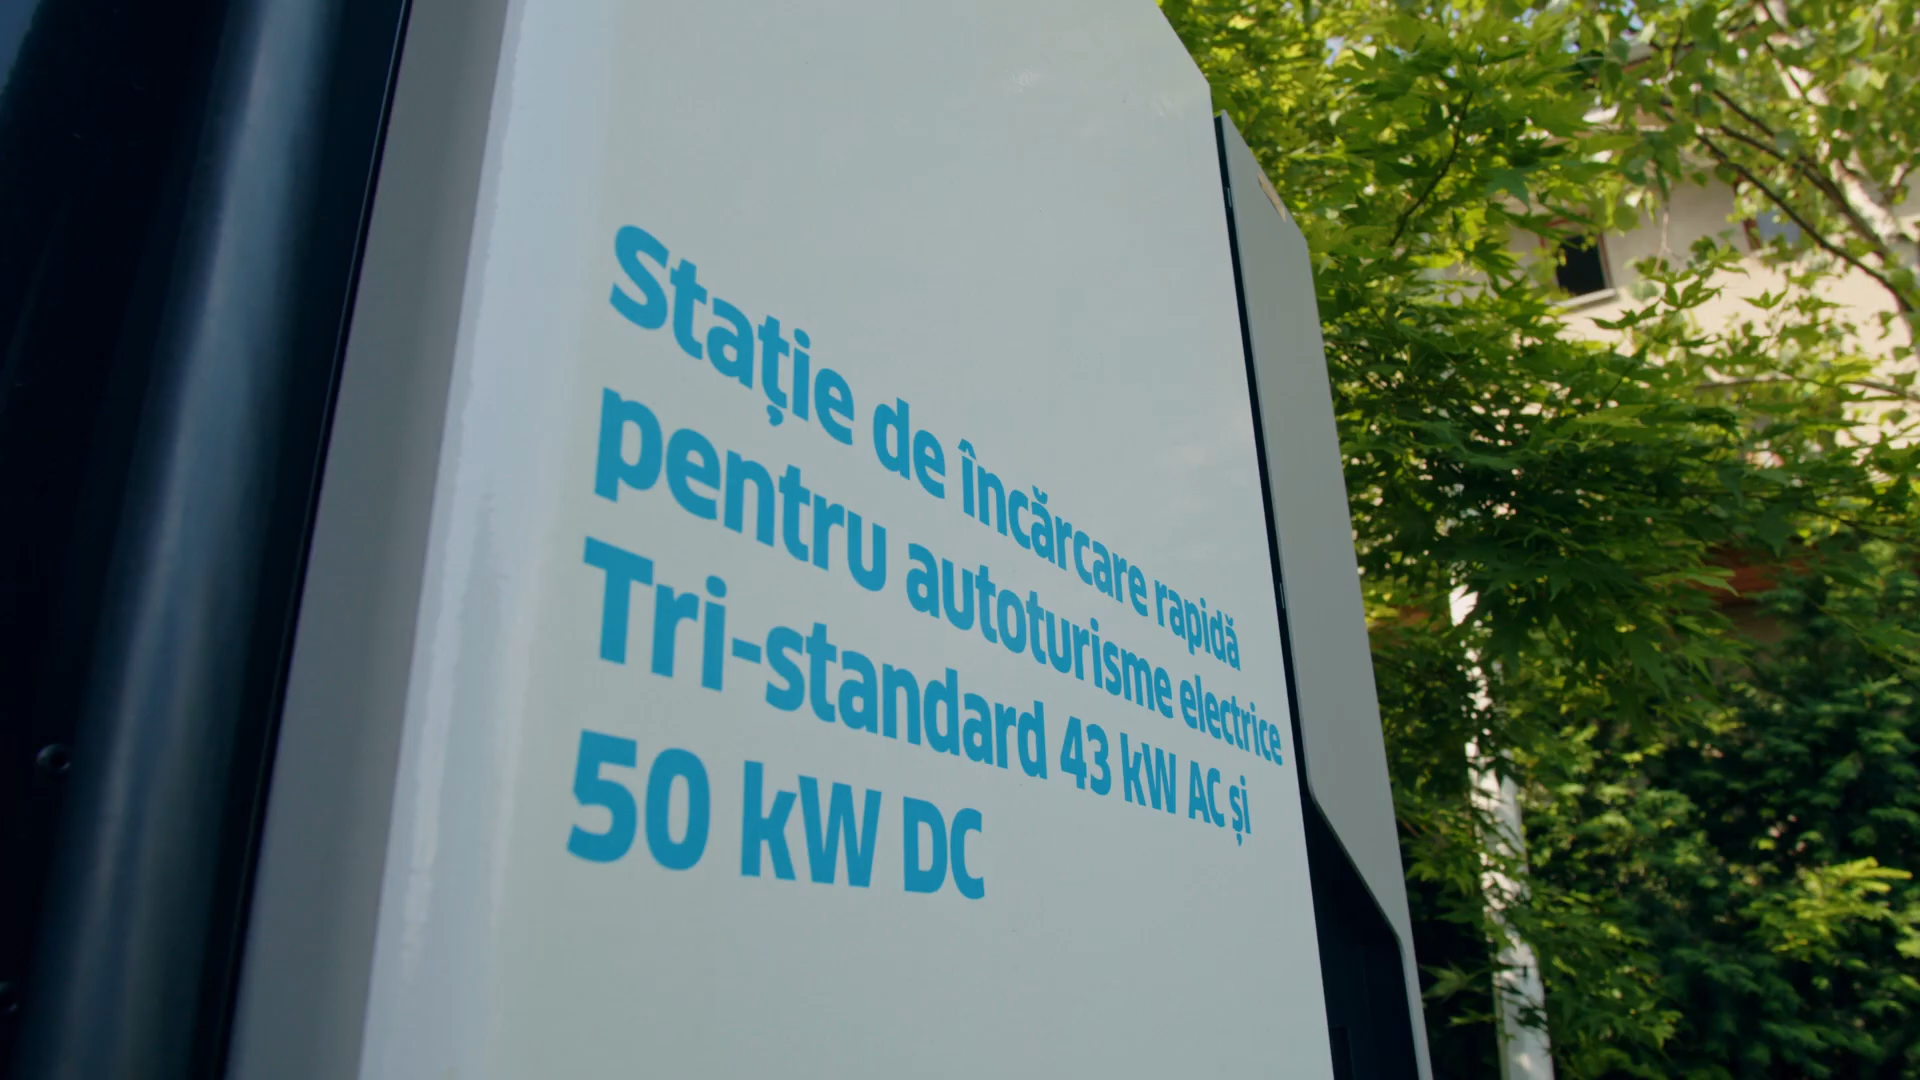 Stație de încărcare rapidă
pentru autoturisme electrice
Tri-standard 43 kW AC și
50 kW DC